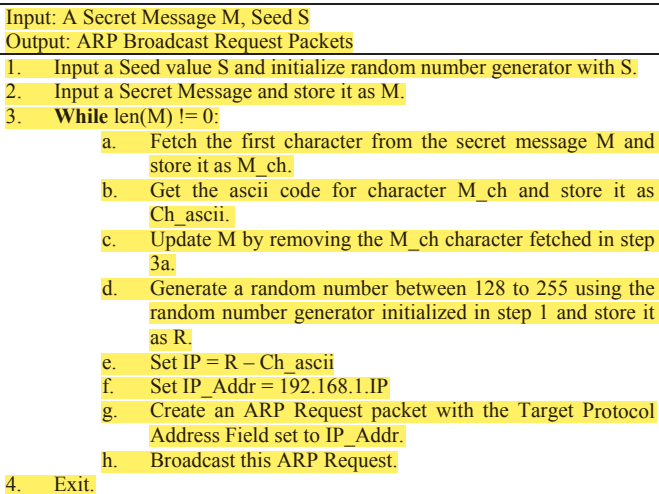 Input: A Secret Message M, Seed S
Output: ARP Broadcast Request Packets
1. Input a Seed value S and initialize random number generator with S.
2. Input a Secret Message and store it as M.
3. While len(M) != 0:
a. Fetch the first character from the secret message M and
store it as M_ch.
b. Get the ascii code for character M_ch and store it as
Ch_ascii.
c. Update M by removing the M_ch character fetched in step
3a.
d. Generate a random number between 128 to 255 using the
random number generator initialized in step 1 and store it
as R.
e. Set IP = R – Ch_ascii
f. Set IP_Addr = 192.168.1.IP
g. Create an ARP Request packet with the Target Protocol
Address Field set to IP_Addr.
h. Broadcast this ARP Request.
4. Exit.